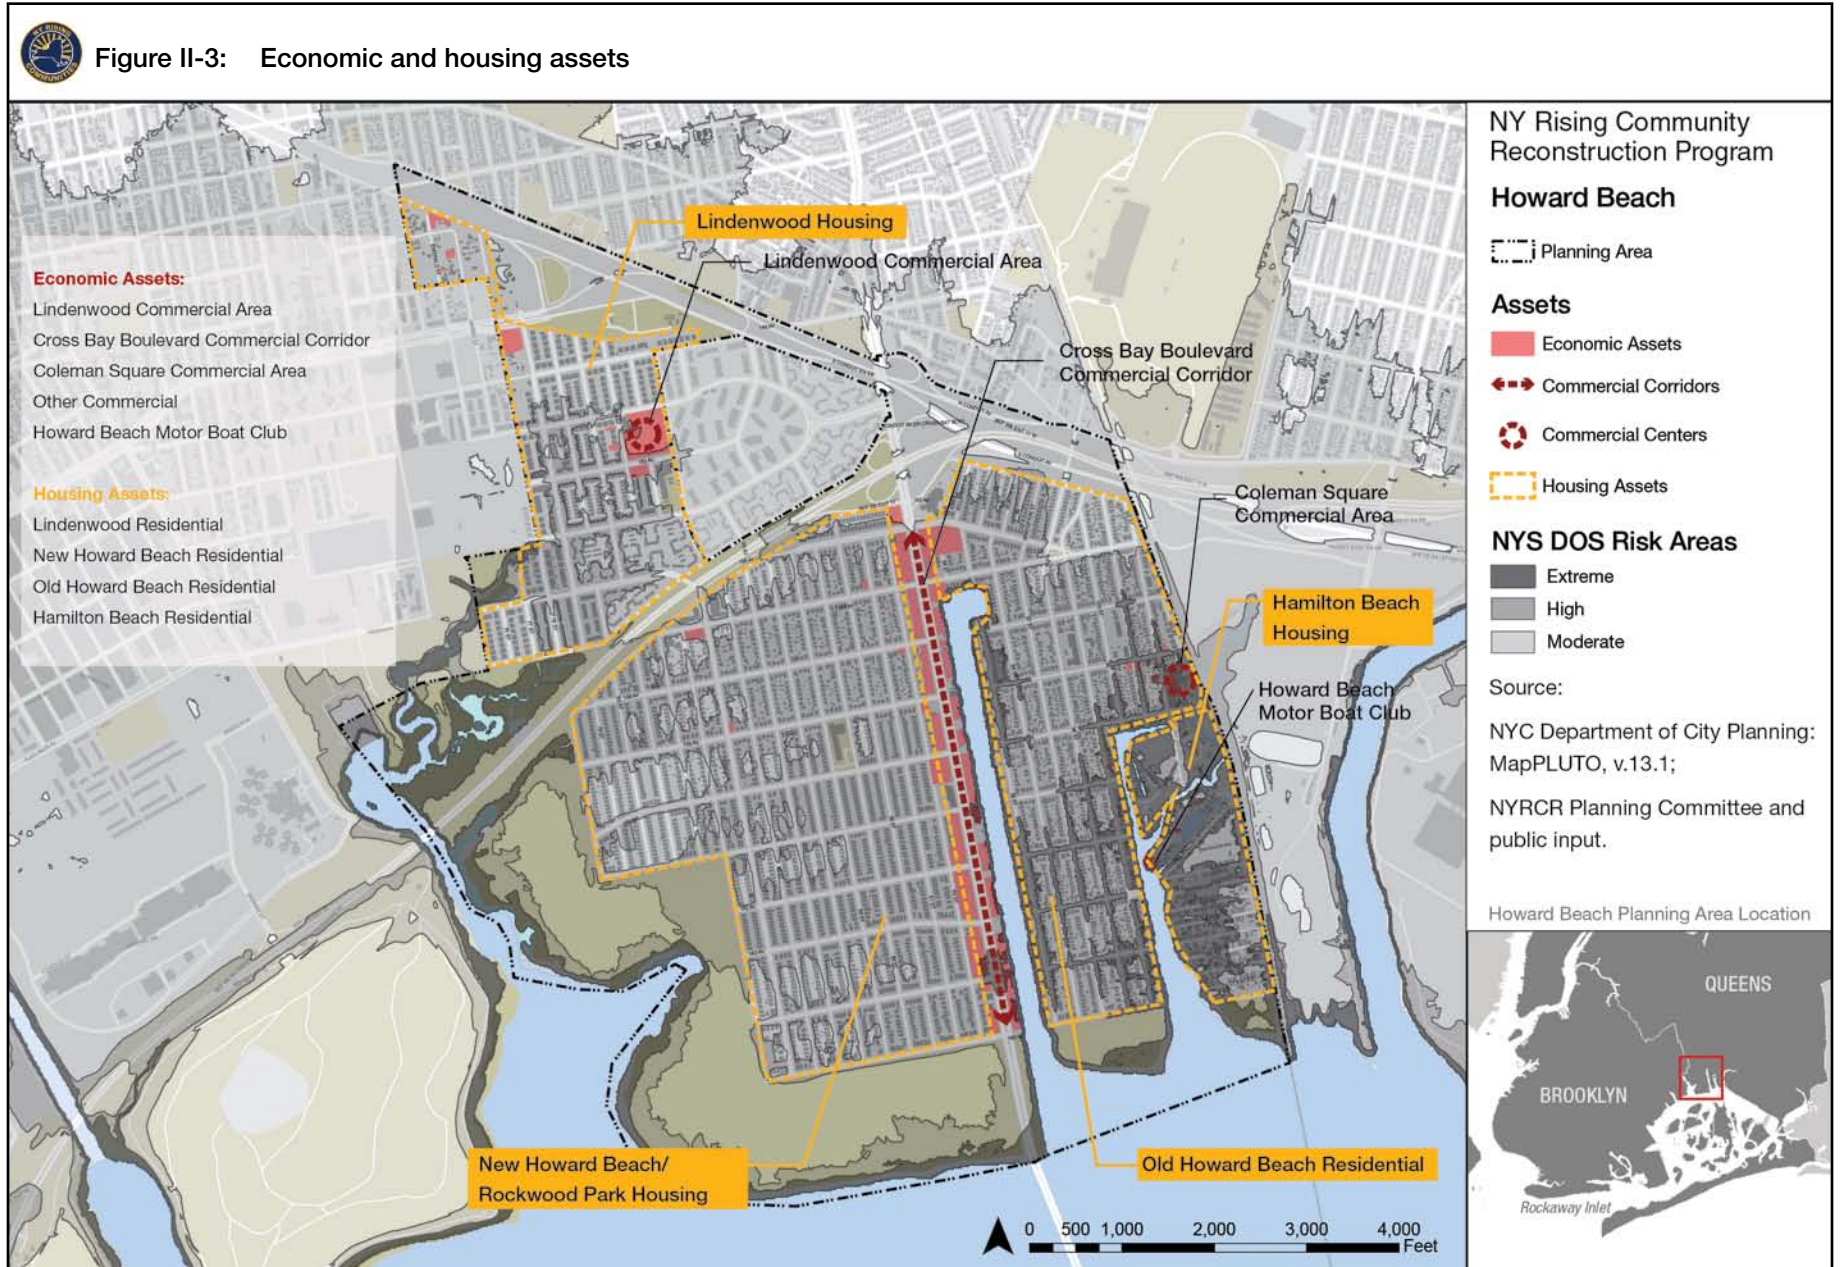 NY RISING
COMMUNITIES
Figure II-3: Economic and housing assets
Economic Assets:
Lindenwood Commercial Area
Cross Bay Boulevard Commercial Corridor
Coleman Square Commercial Area
Other Commercial
Howard Beach Motor Boat Club
Housing Assets:
Lindenwood Residential
New Howard Beach Residential
Old Howard Beach Residential
Hamilton Beach Residential
Lindenwood Housing
Lindenwood Commercial Area
Cross Bay Boulevard
Commercial Corridor
Coleman Square
Commercial Area
Hamilton Beach
Housing
Howard Beach
Motor Boat Club
New Howard Beach/
Rockwood Park Housing
Old Howard Beach Residential
0 500 1,000 2,000 3,000 4,000
Feet
NY Rising Community
Reconstruction Program
Howard Beach
Planning Area
Assets
Economic Assets
Commercial Corridors
Commercial Centers
Housing Assets
NYS DOS Risk Areas
Extreme
High
Moderate
Source:
NYC Department of City Planning:
MapPLUTO, v.13.1;
NYRCR Planning Committee and
public input.
Howard Beach Planning Area Location
QUEENS
BROOKLYN
Rockaway Inlet